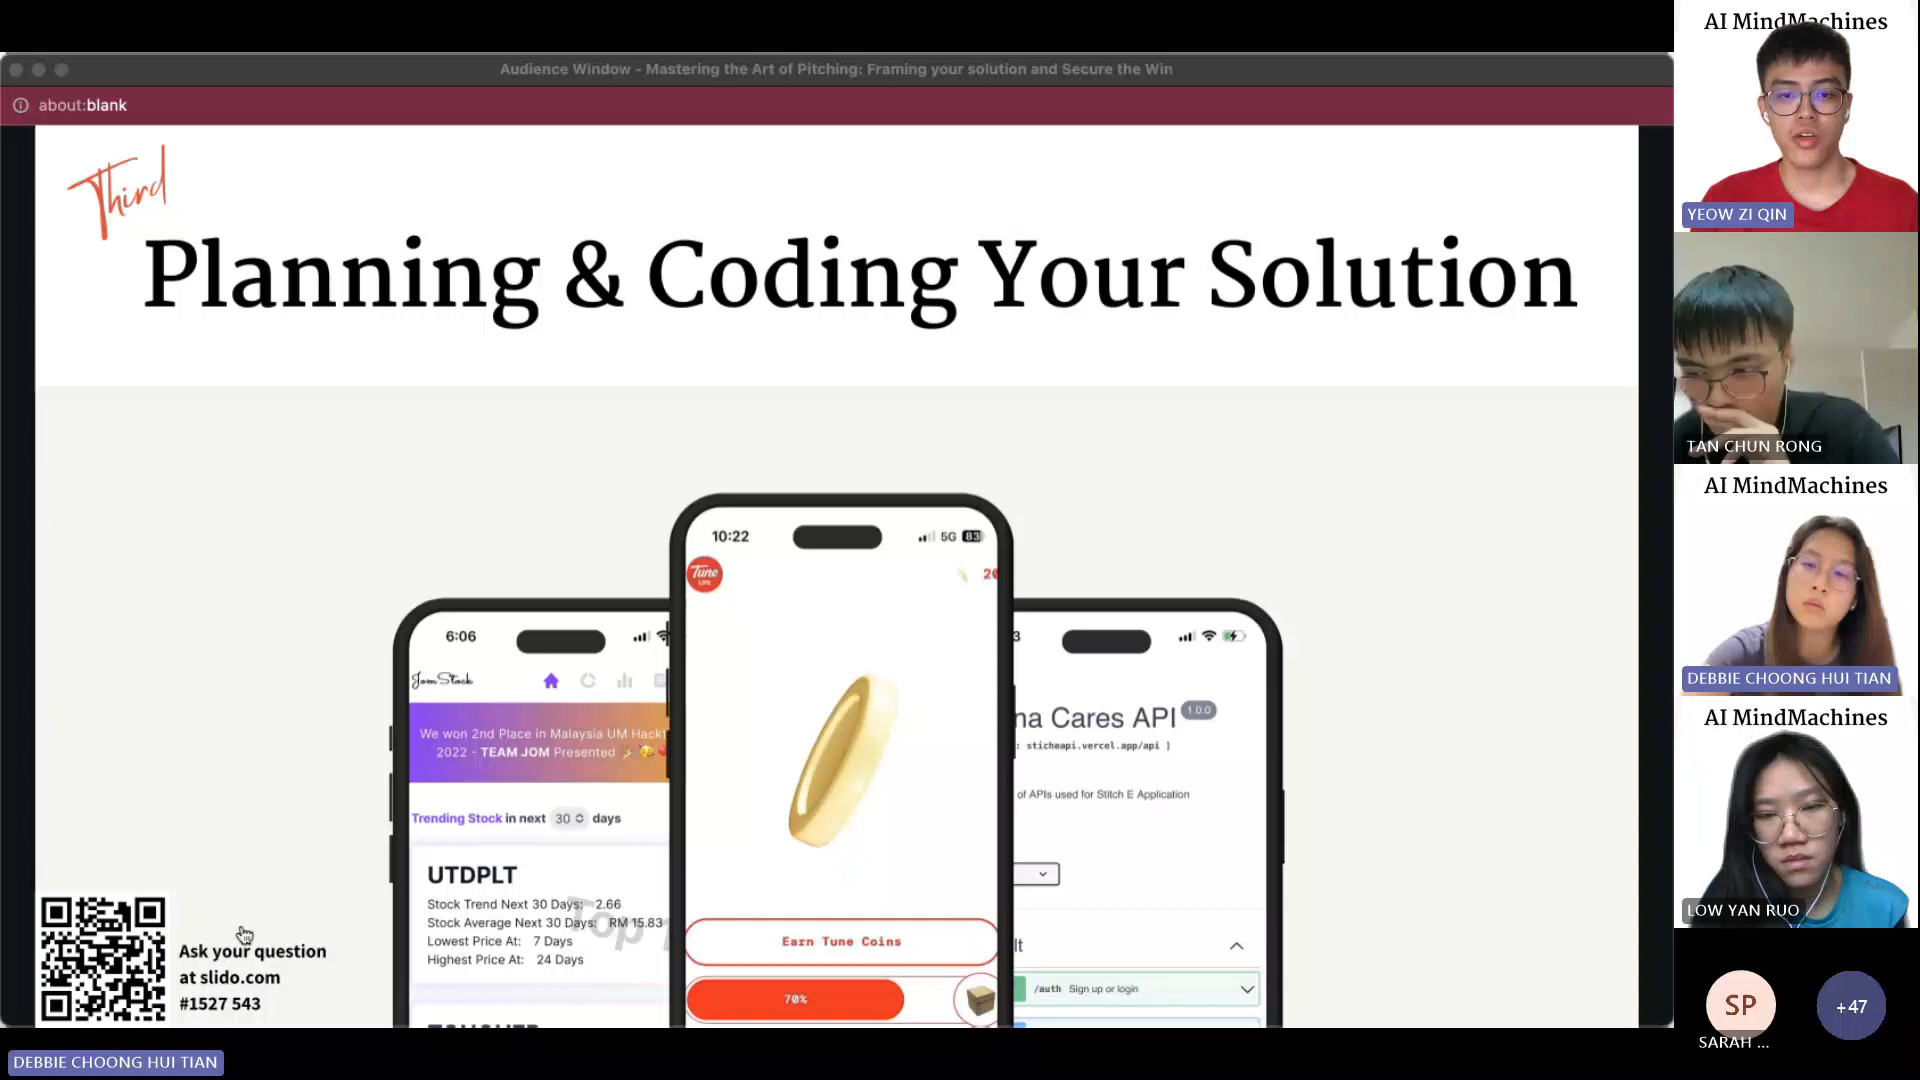 Audience Window - Mastering the Art of Pitching: Framing your solution and Secure the Win
about:blank
Third
Planning & Coding Your Solution
10:22
5G 83
Tune
LIFE
20
Earn Tune Coins
70%
6:06
JomStock
We won 2nd Place in Malaysia UM Hack
2022 - TEAM JOM Presented
Trending Stock in next 30 days
UTDPLT
Stock Trend Next 30 Days: 2.66
Stock Average Next 30 Days: RM 15.83
Lowest Price At: 7 Days
Highest Price At: 24 Days
Top
3
na Cares API 1.0.0
: sticheapi.vercel.app/api ]
of APIs used for Stitch E Application
lt
/auth Sign up or login
Ask your question
at slido.com
#1527 543
DEBBIE CHOONG HUI TIAN
AI MindMachines
YEOW ZI QIN
TAN CHUN RONG
AI MindMachines
DEBBIE CHOONG HUI TIAN
AI MindMachines
LOW YAN RUO
SP
SARAH ...
+47